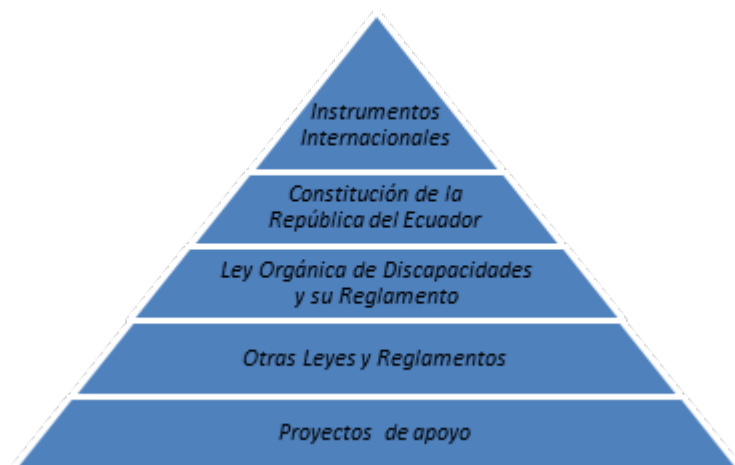 Instrumentos
Internacionales
Constitución de la
República del Ecuador
Ley Orgánica de Discapacidades
y su Reglamento
Otras Leyes y Reglamentos
Proyectos de apoyo